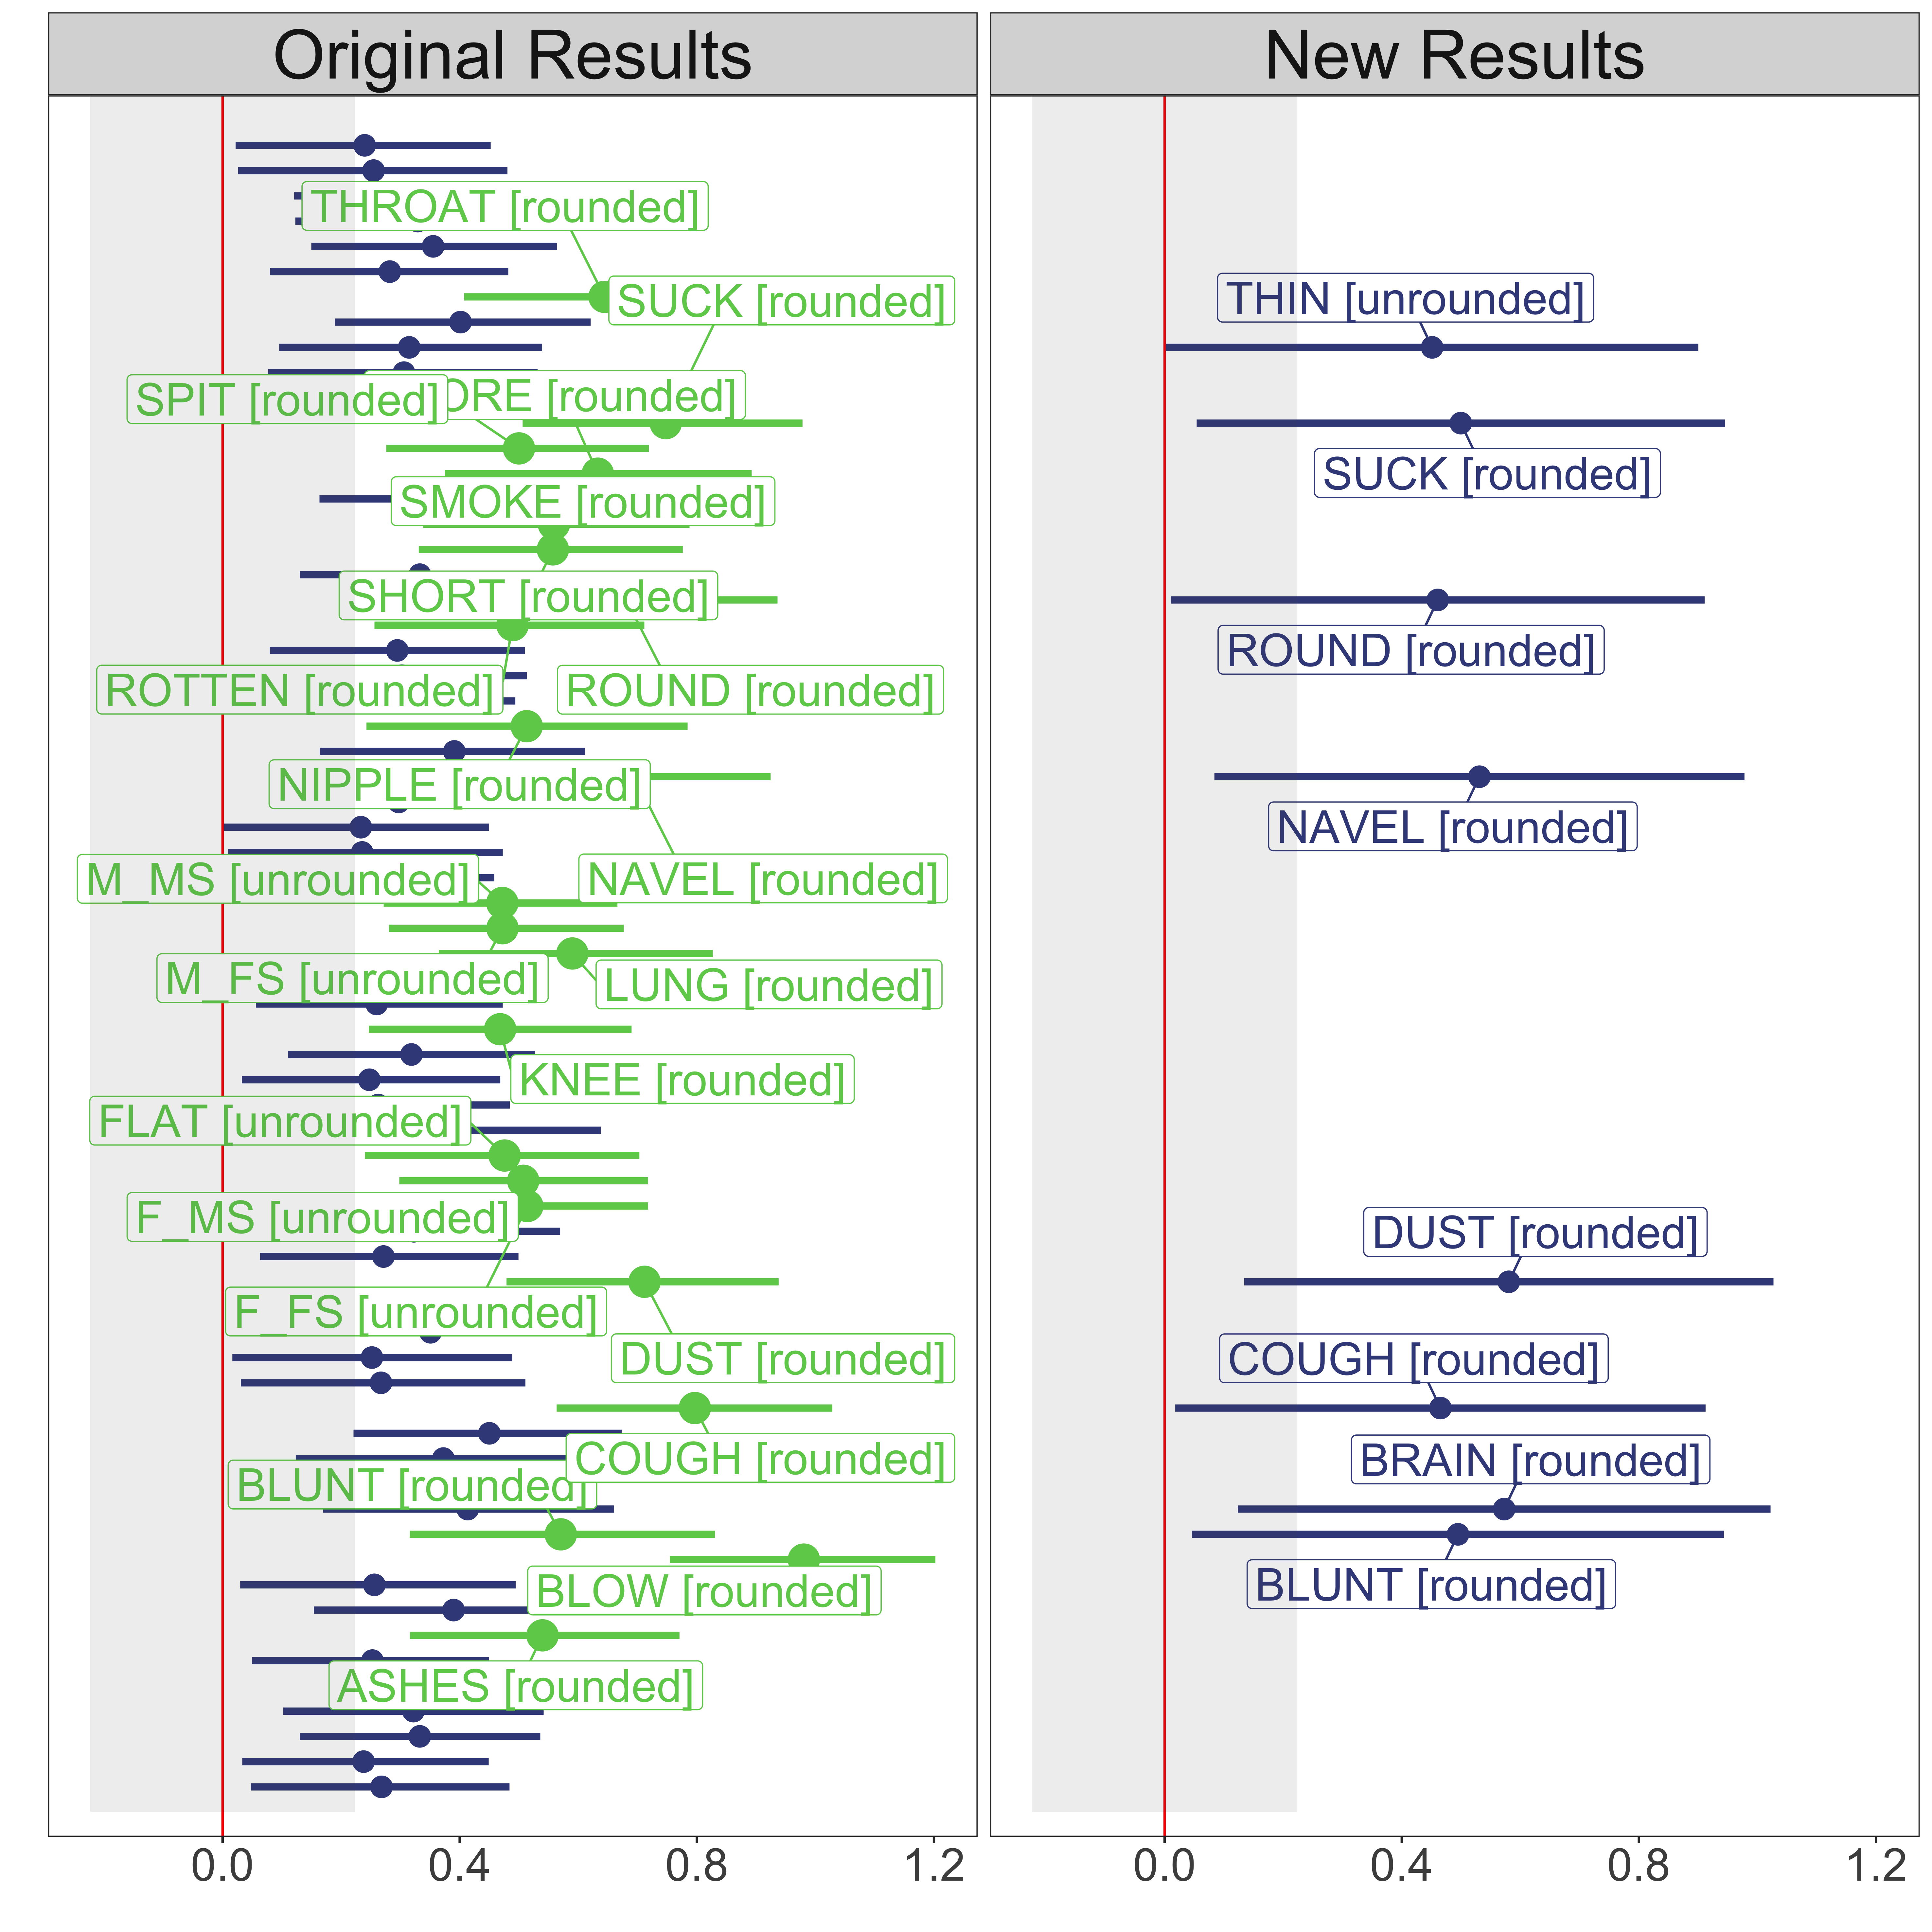 Original Results
THROAT [rounded]
SUCK [rounded]
SPIT [rounded]
ORE [rounded]
SMOKE [rounded]
SHORT [rounded]
ROTTEN [rounded]
ROUND [rounded]
NIPPLE [rounded]
M_MS [unrounded]
NAVEL [rounded]
M_FS [unrounded]
LUNG [rounded]
KNEE [rounded]
FLAT [unrounded]
F_MS [unrounded]
F_FS [unrounded]
DUST [rounded]
COUGH [rounded]
BLUNT [rounded]
BLOW [rounded]
ASHES [rounded]
0.0 0.4 0.8 1.2
New Results
THIN [unrounded]
SUCK [rounded]
ROUND [rounded]
NAVEL [rounded]
DUST [rounded]
COUGH [rounded]
BRAIN [rounded]
BLUNT [rounded]
0.0 0.4 0.8 1.2